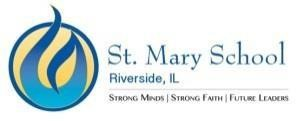 St. Mary School
Riverside, IL
STRONG MINDS | STRONG FAITH | FUTURE LEADERS